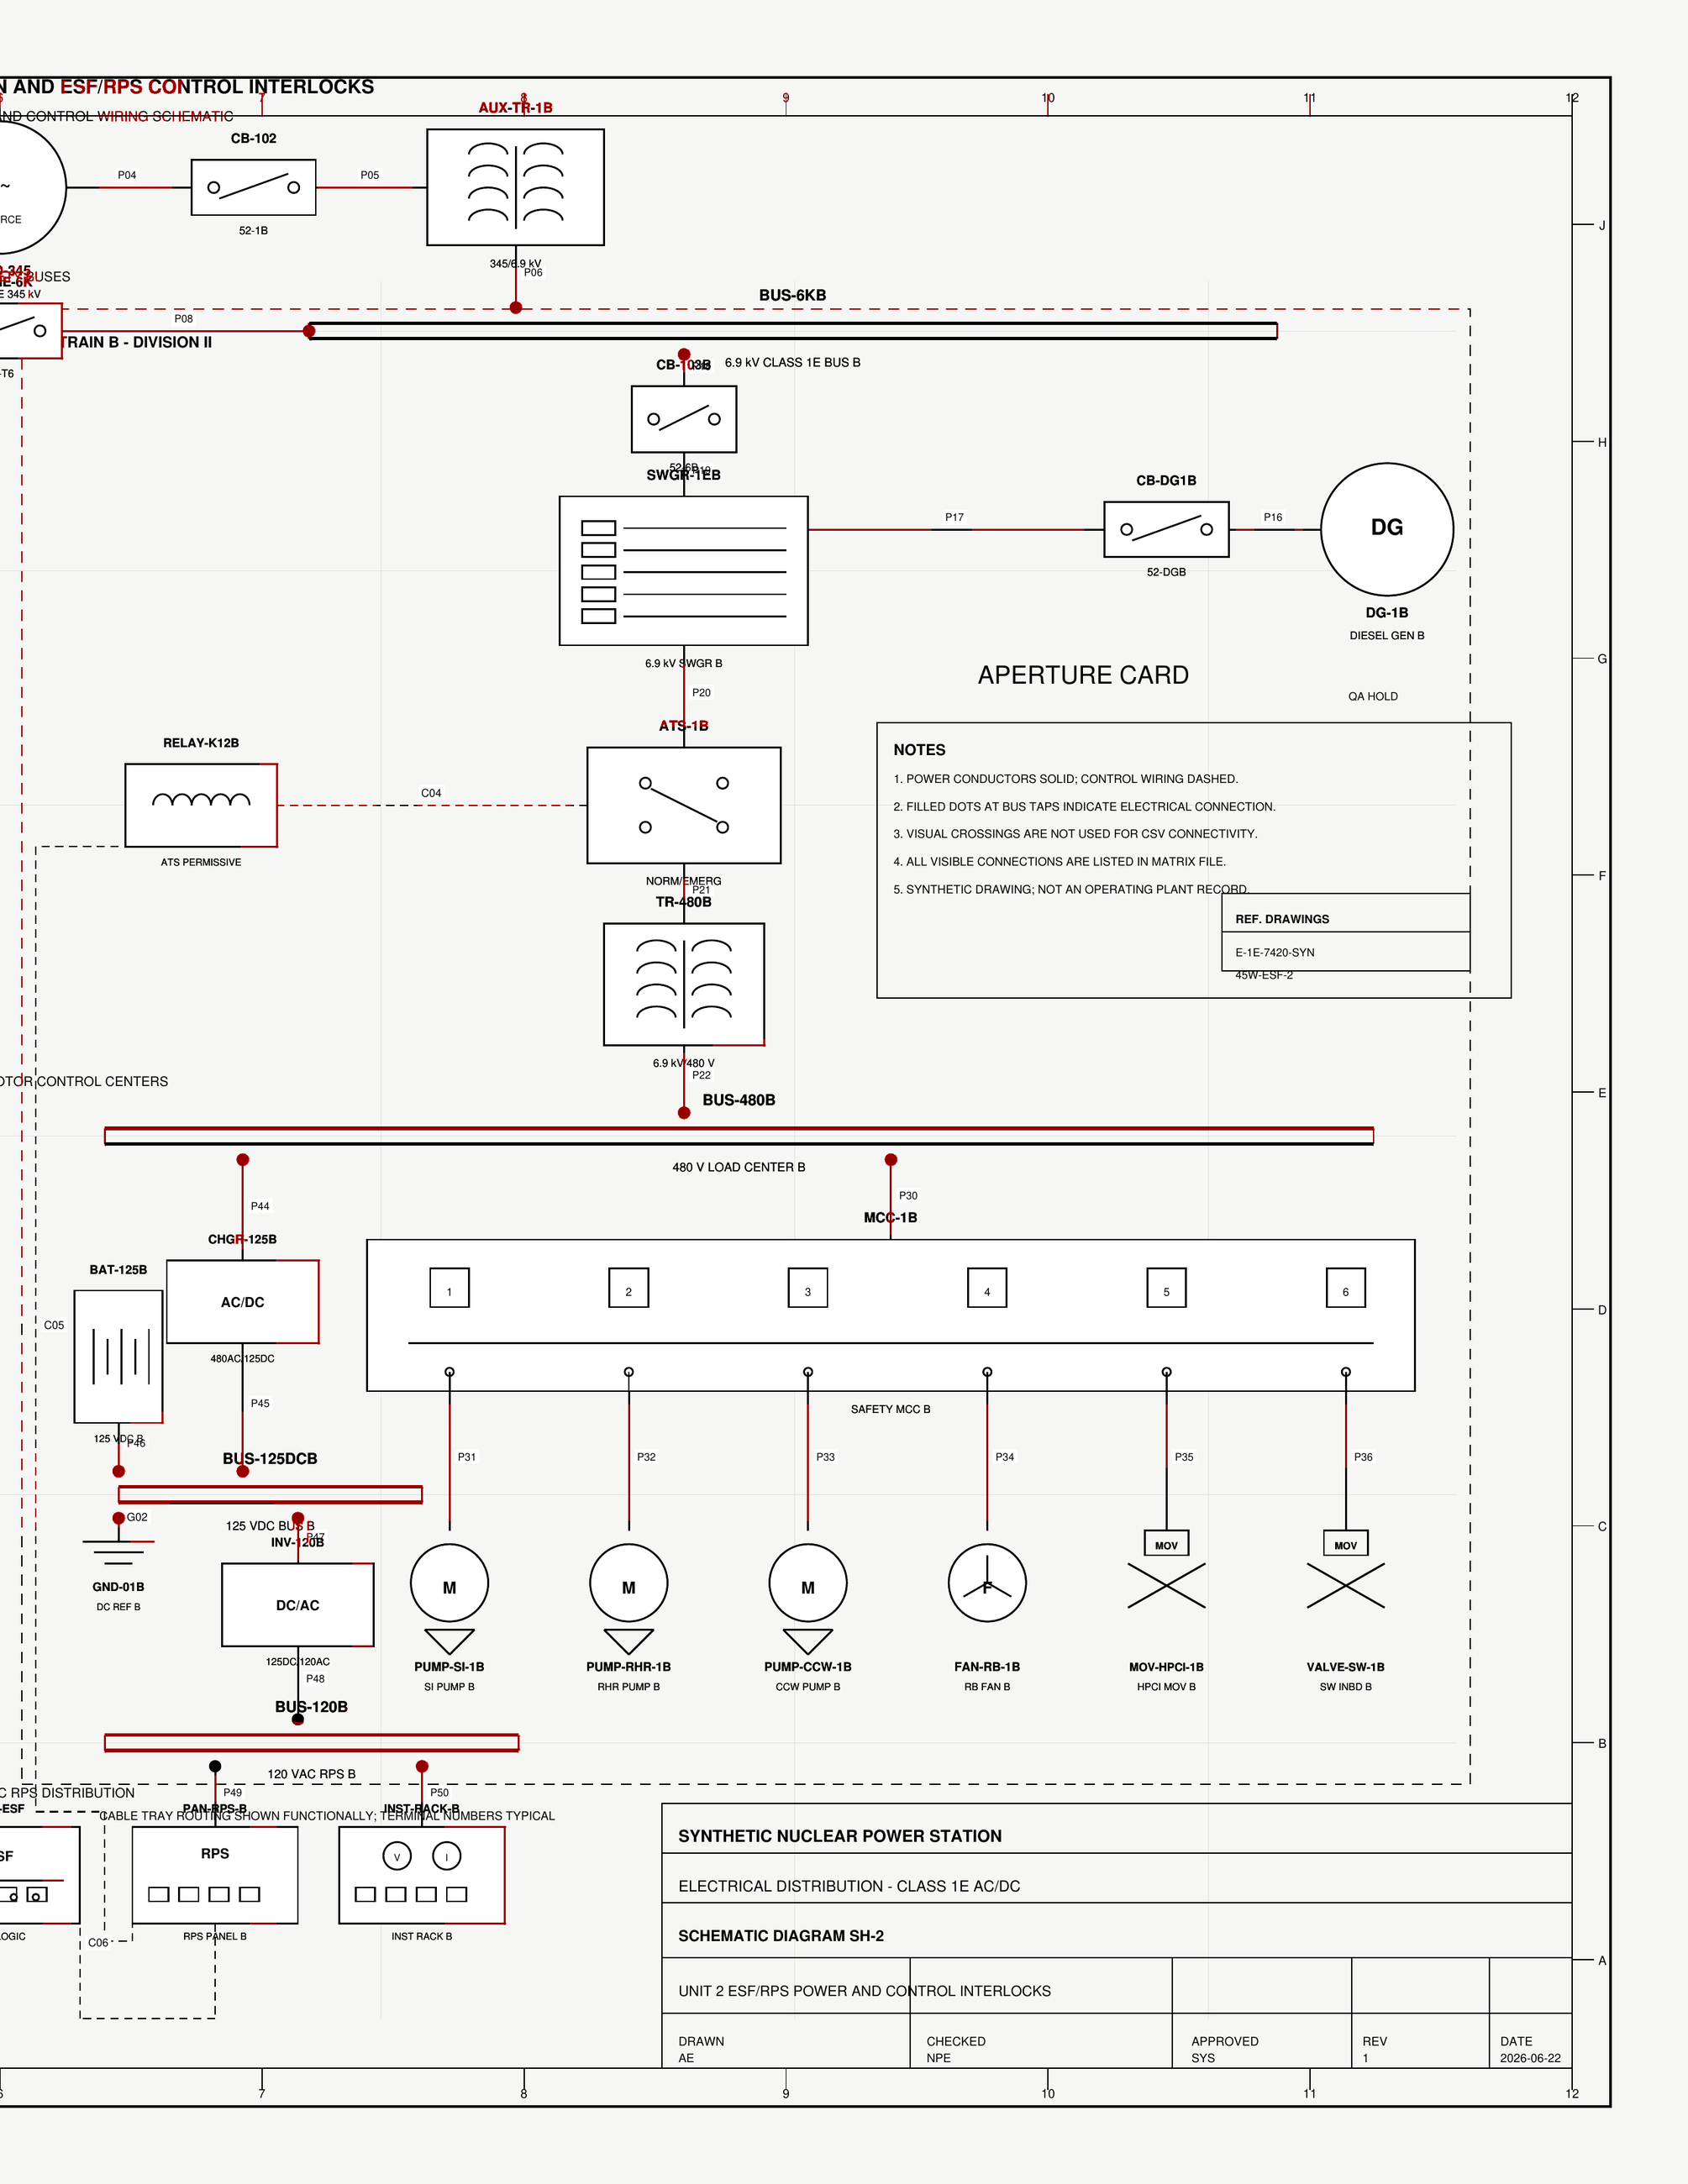 N AND ESF/RPS CONTROL INTERLOCKS
ND CONTROL WIRING SCHEMATIC
6 7 8 9 10 11 12
AUX-TR-1B
CB-102
P04
P05
~
RCE
52-1B
345/6.9 kV
P06
J
BUSES
E 345 kV
BUS-6KB
P08
TRAIN B - DIVISION II
-T6
CB-103B
6.9 kV CLASS 1E BUS B
H
SWGR-1EB
CB-DG1B
P17
P16
DG
52-DGB
DG-1B
DIESEL GEN B
6.9 kV SWGR B
G
P20
APERTURE CARD
QA HOLD
ATS-1B
RELAY-K12B
C04
ATS PERMISSIVE
NOTES
1. POWER CONDUCTORS SOLID; CONTROL WIRING DASHED.
2. FILLED DOTS AT BUS TAPS INDICATE ELECTRICAL CONNECTION.
3. VISUAL CROSSINGS ARE NOT USED FOR CSV CONNECTIVITY.
4. ALL VISIBLE CONNECTIONS ARE LISTED IN MATRIX FILE.
5. SYNTHETIC DRAWING; NOT AN OPERATING PLANT RECORD.
REF. DRAWINGS
E-1E-7420-SYN
45W-ESF-2
F
NORM/EMERG
P21
TR-480B
6.9 kV/480 V
P22
OTOR CONTROL CENTERS
BUS-480B
E
480 V LOAD CENTER B
P44
P30
MCC-1B
CHGR-125B
BAT-125B
AC/DC
1 2 3 4 5 6
C05
D
480AC/125DC
125 VDC B
P46
P45
SAFETY MCC B
BUS-125DCB
P31 P32 P33 P34 P35 P36
G02
125 VDC BUS B
P47
INV-120B
C
GND-01B
DC REF B
DC/AC
M M M F MOV MOV
125DC/120AC
P48
PUMP-SI-1B PUMP-RHR-1B PUMP-CCW-1B FAN-RB-1B MOV-HPCI-1B VALVE-SW-1B
SI PUMP B RHR PUMP B CCW PUMP B RB FAN B HPCI MOV B SW INBD B
BUS-120B
B
120 VAC RPS B
C RPS DISTRIBUTION
P49
P50
-ESF
PAN-RPS-B
INST-RACK-B
CABLE TRAY ROUTING SHOWN FUNCTIONALLY; TERMINAL NUMBERS TYPICAL
SF
RPS
V I
OGIC
RPS PANEL B
INST RACK B
C06
SYNTHETIC NUCLEAR POWER STATION
ELECTRICAL DISTRIBUTION - CLASS 1E AC/DC
SCHEMATIC DIAGRAM SH-2
A
UNIT 2 ESF/RPS POWER AND CONTROL INTERLOCKS
DRAWN CHECKED APPROVED REV DATE
AE NPE SYS 1 2026-06-22
6 7 8 9 10 11 12